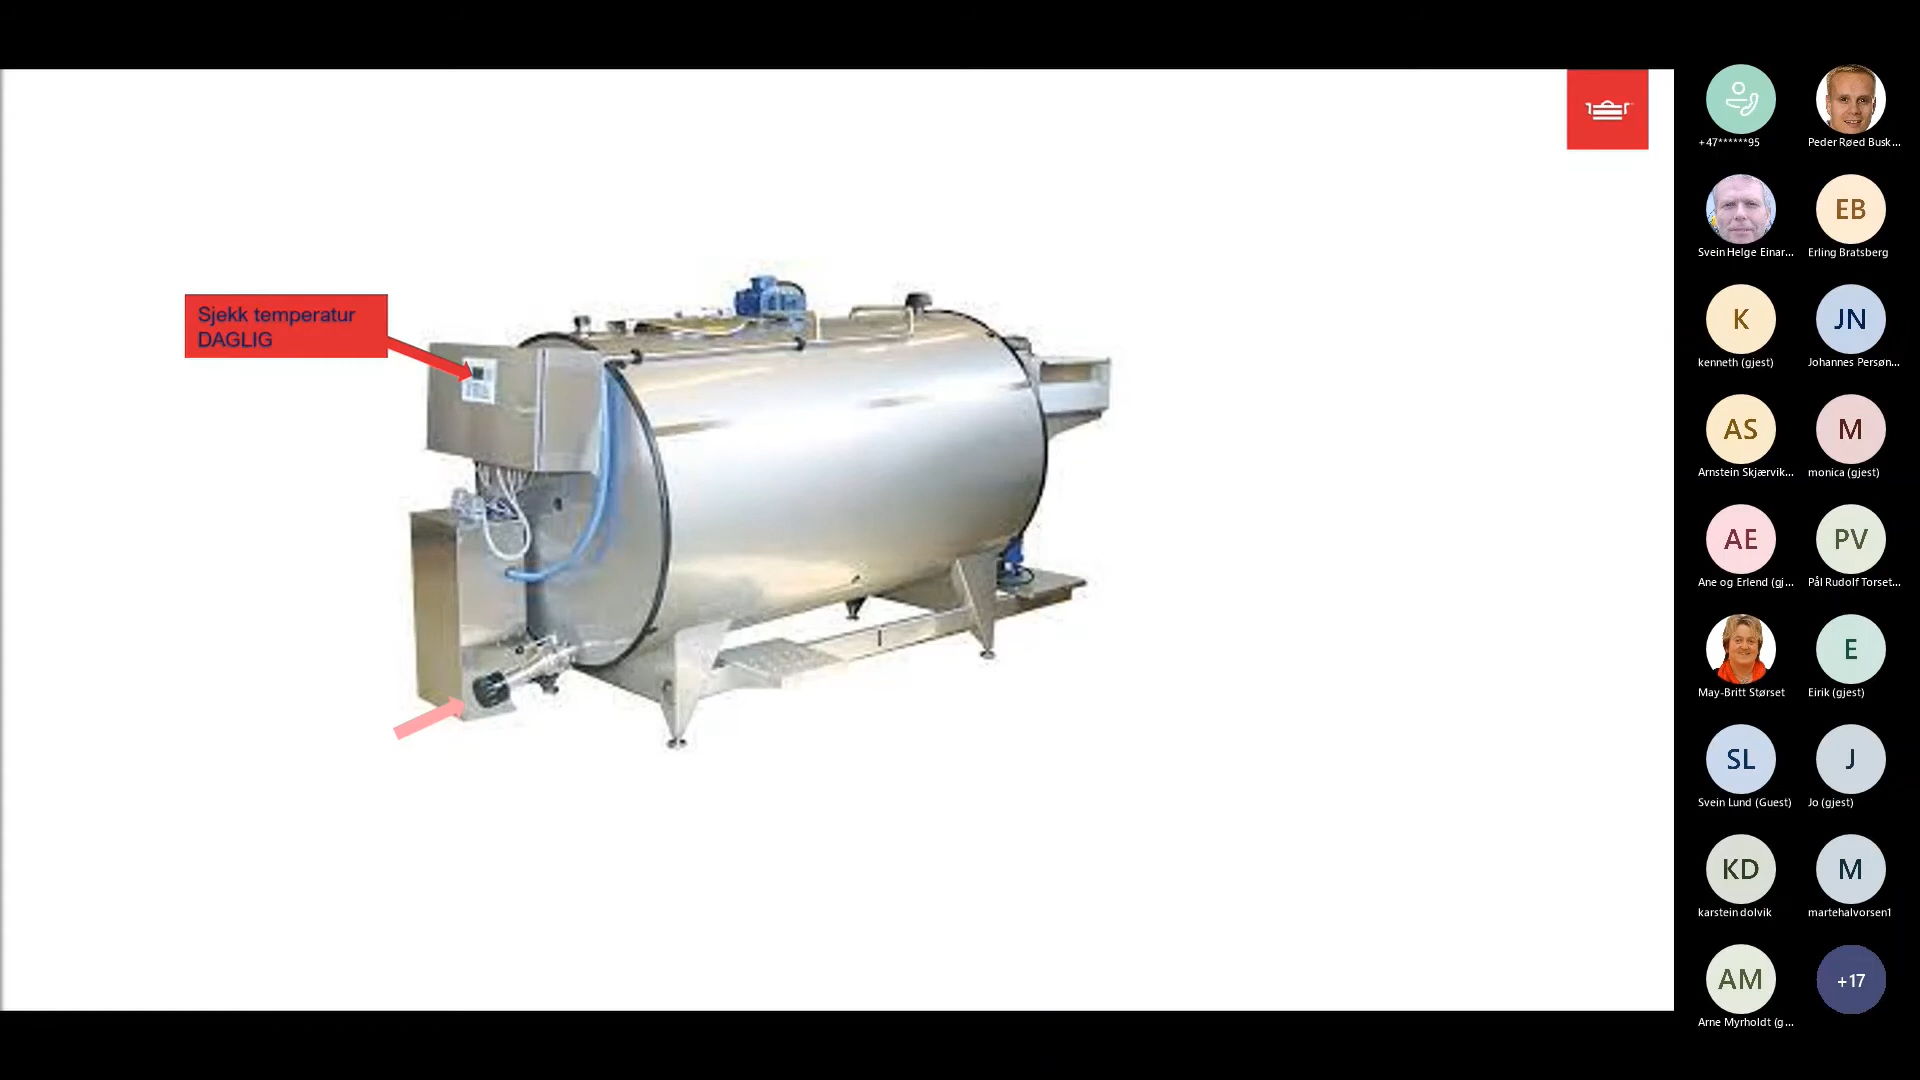 Sjekk temperatur
DAGLIG
+47******95
Peder Røed Busk...
Svein Helge Einar...
EB
Erling Bratsberg
K
kenneth (gjest)
JN
Johannes Persøn...
AS
Arnstein Skjærvik...
M
monica (gjest)
AE
Ane og Erlend (gj...
PV
Pål Rudolf Torset...
May-Britt Størset
E
Eirik (gjest)
SL
Svein Lund (Guest)
J
Jo (gjest)
KD
karstein dolvik
M
martehalvorsen1
AM
Arne Myrholdt (g...
+17